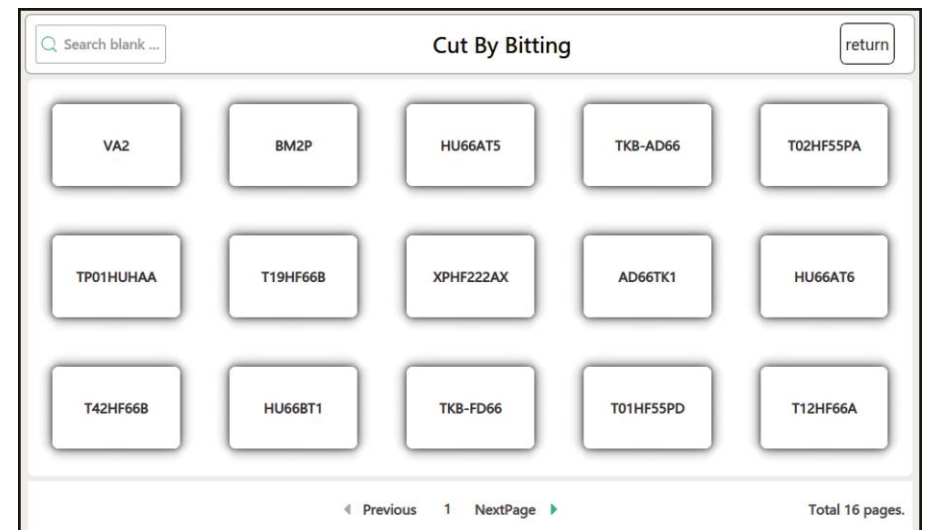 Search blank ...
Cut By Bitting
return
VA2
BM2P
HU66AT5
TKB-AD66
T02HF55PA
TP01HUHAA
T19HF66B
XPHF222AX
AD66TK1
HU66AT6
T42HF66B
HU66BT1
TKB-FD66
T01HF55PD
T12HF66A
Previous 1 NextPage
Total 16 pages.